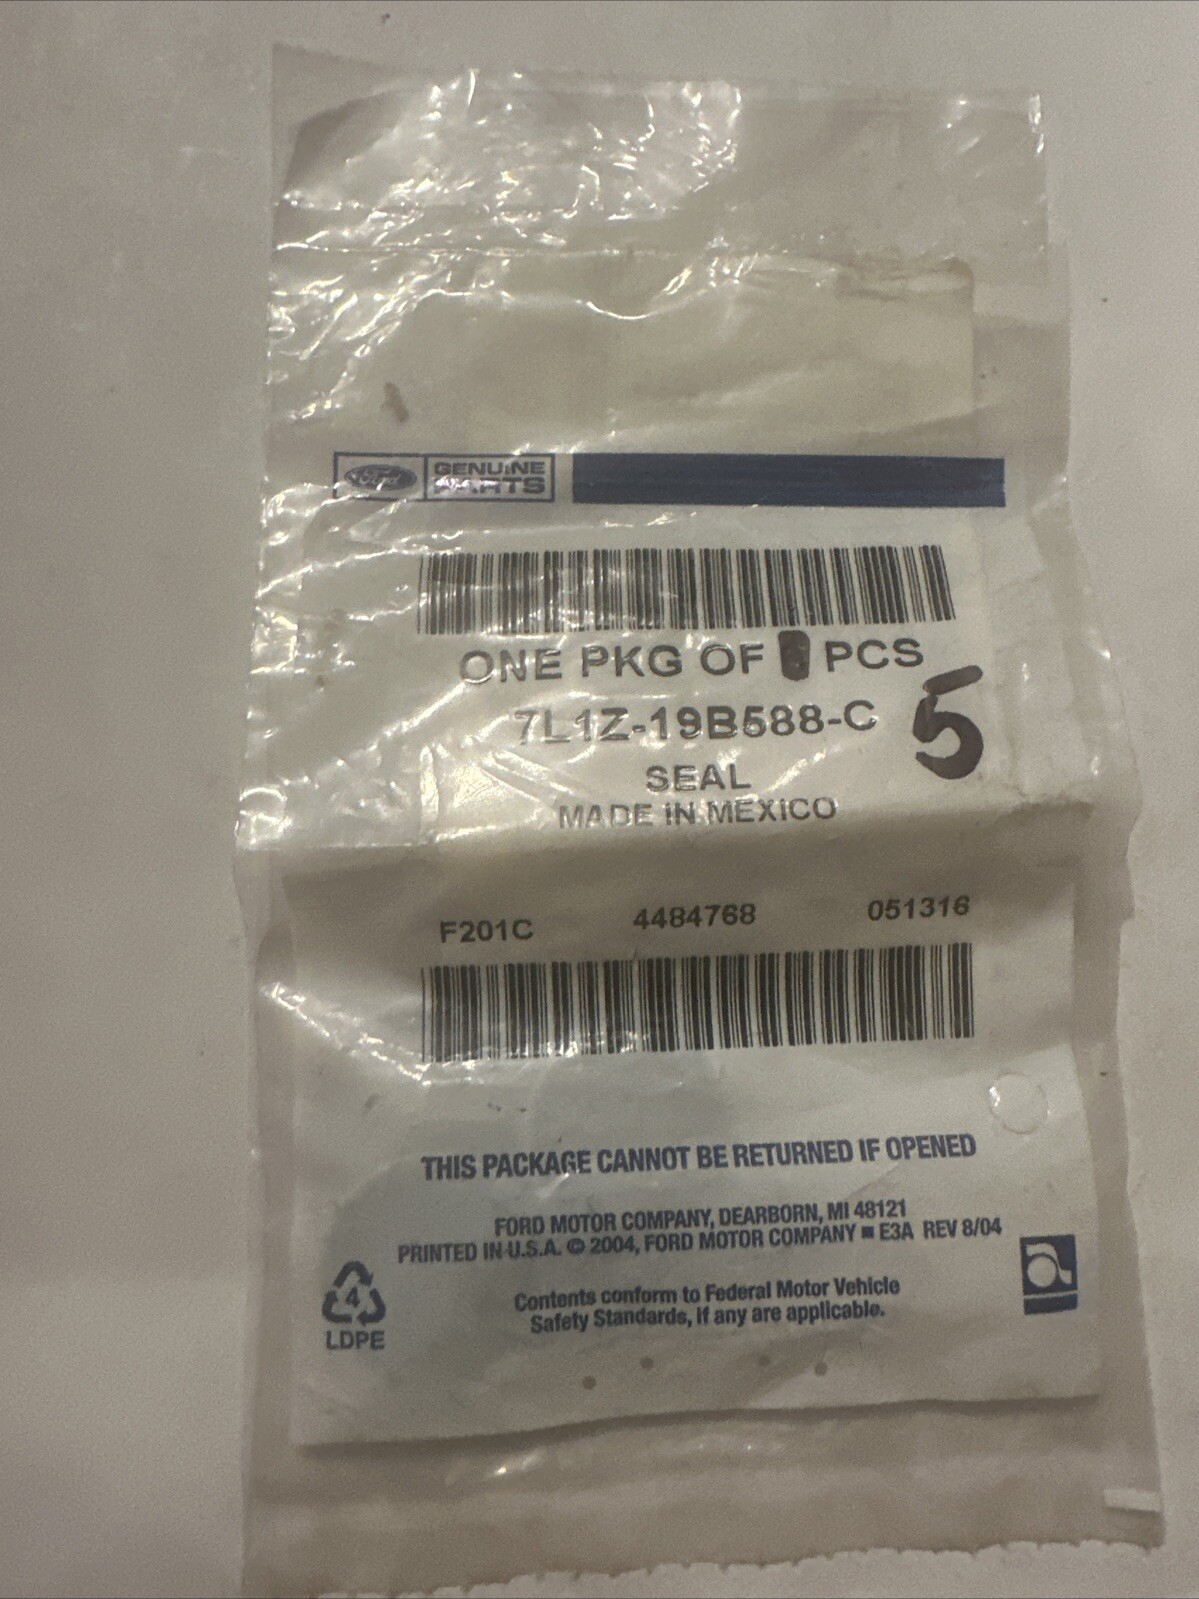 Ford GENUINE
PARTS
ONE PKG OF PCS
7L1Z-19B588-C 5
SEAL
MADE IN MEXICO
F201C 4484768 051316
THIS PACKAGE CANNOT BE RETURNED IF OPENED
FORD MOTOR COMPANY, DEARBORN, MI 48121
PRINTED IN U.S.A. © 2004, FORD MOTOR COMPANY ■ E3A REV 8/04
Contents conform to Federal Motor Vehicle
Safety Standards, if any are applicable.
4
LDPE